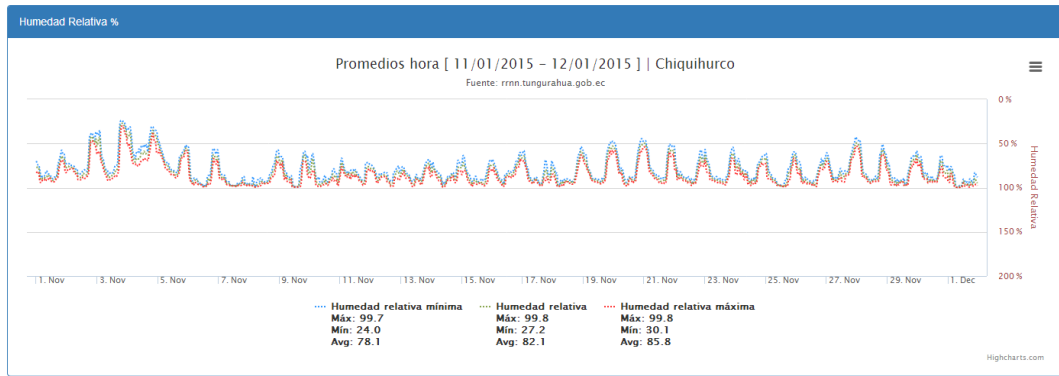 Humedad Relativa %
Promedios hora [ 11/01/2015 - 12/01/2015 ] | Chiquihurco
Fuente: rrnn.tungurahua.gob.ec
0 %
50 %
100 %
150 %
200 %
Humedad Relativa
1. Nov 3. Nov 5. Nov 7. Nov 9. Nov 11. Nov 13. Nov 15. Nov 17. Nov 19. Nov 21. Nov 23. Nov 25. Nov 27. Nov 29. Nov 1. Dec
Humedad relativa mínima Humedad relativa Humedad relativa máxima
Máx: 99.7 Máx: 99.8 Máx: 99.8
Mín: 24.0 Mín: 27.2 Mín: 30.1
Avg: 78.1 Avg: 82.1 Avg: 85.8
Highcharts.com